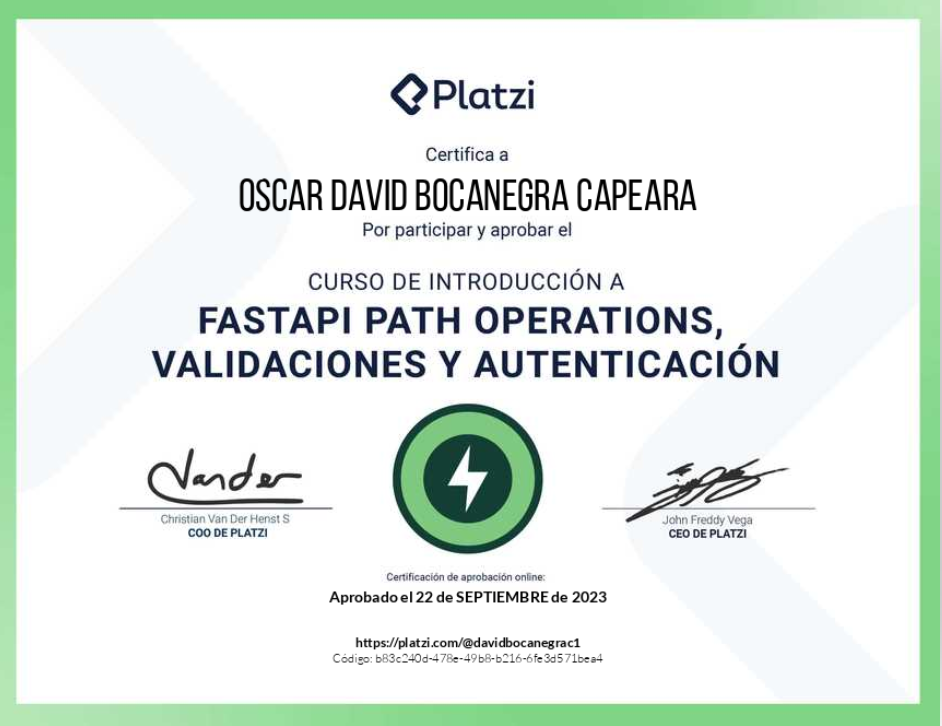 Platzi
Certifica a
OSCAR DAVID BOCANEGRA CAPEARA
Por participar y aprobar el
CURSO DE INTRODUCCIÓN A
FASTAPI PATH OPERATIONS,
VALIDACIONES Y AUTENTICACIÓN
Vander
Christian Van Der Henst S
COO DE PLATZI
John Freddy Vega
CEO DE PLATZI
Certificación de aprobación online:
Aprobado el 22 de SEPTIEMBRE de 2023
https://platzi.com/@davidbocanegrac1
Código: b83c240d-478e-49b8-b216-6fe3d571bea4